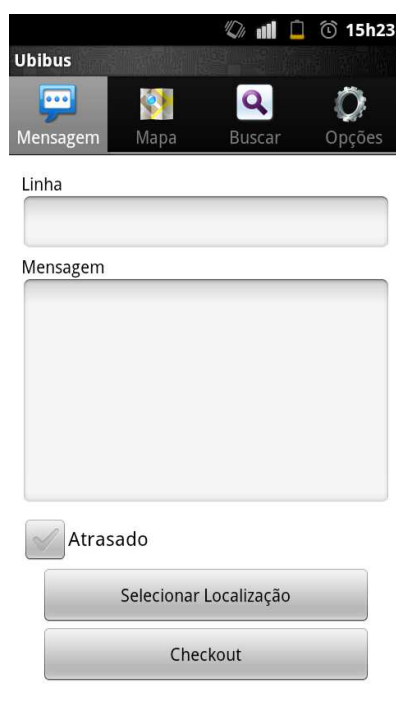 15h23
Ubibus
Mensagem Mapa Buscar Opções
Linha
Mensagem
Atrasado
Selecionar Localização
Checkout